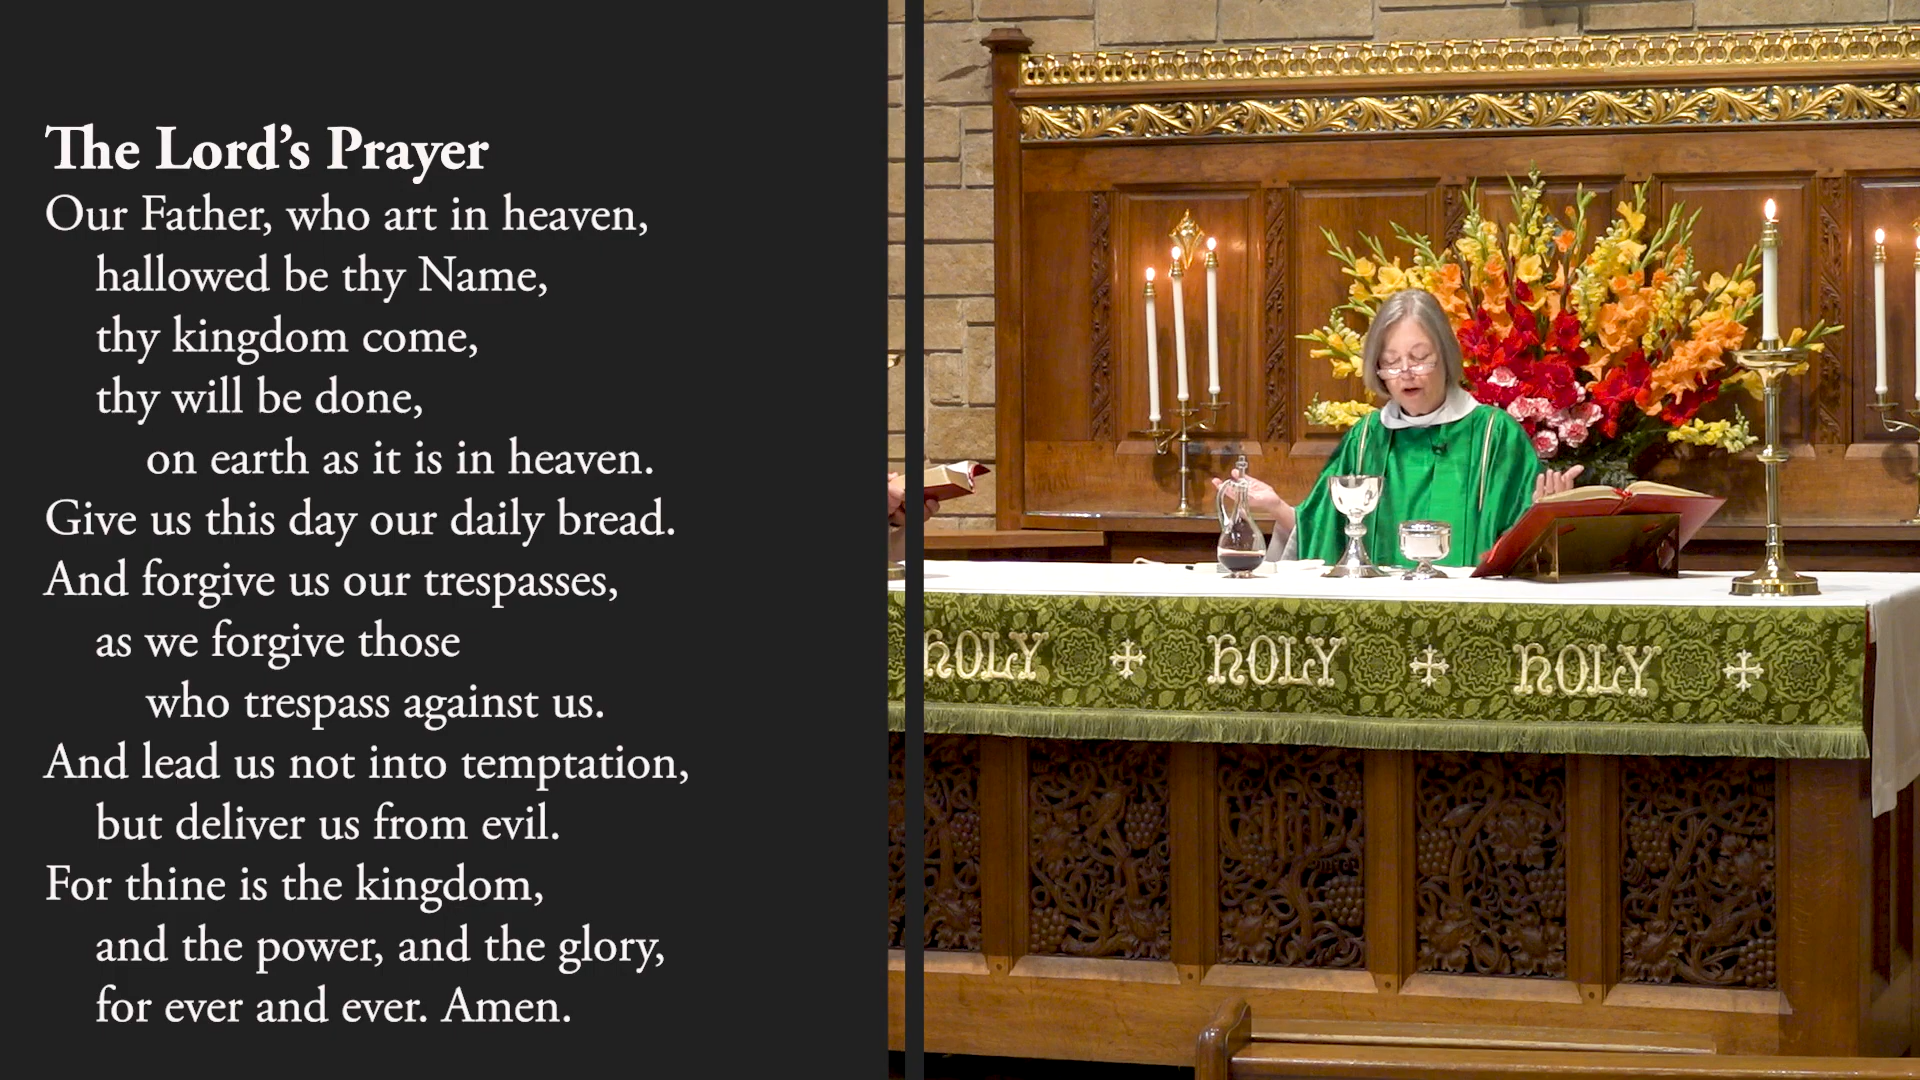 The Lord's Prayer
Our Father, who art in heaven,
hallowed be thy Name,
thy kingdom come,
thy will be done,
on earth as it is in heaven.
Give us this day our daily bread.
And forgive us our trespasses,
as we forgive those
who trespass against us.
And lead us not into temptation,
but deliver us from evil.
For thine is the kingdom,
and the power, and the glory,
for ever and ever. Amen.
HOLY HOLY HOLY